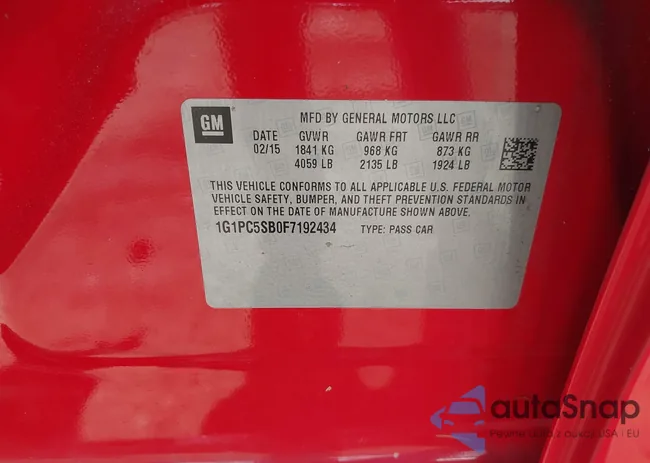 GM
MFD BY GENERAL MOTORS LLC
DATE GVWR GAWR FRT GAWR RR
02/15 1841 KG 968 KG 873 KG
4059 LB 2135 LB 1924 LB
THIS VEHICLE CONFORMS TO ALL APPLICABLE U.S. FEDERAL MOTOR
VEHICLE SAFETY, BUMPER, AND THEFT PREVENTION STANDARDS IN
EFFECT ON THE DATE OF MANUFACTURE SHOWN ABOVE.
1G1PC5SB0F7192434 TYPE: PASS CAR
autoSnap
USA | EU